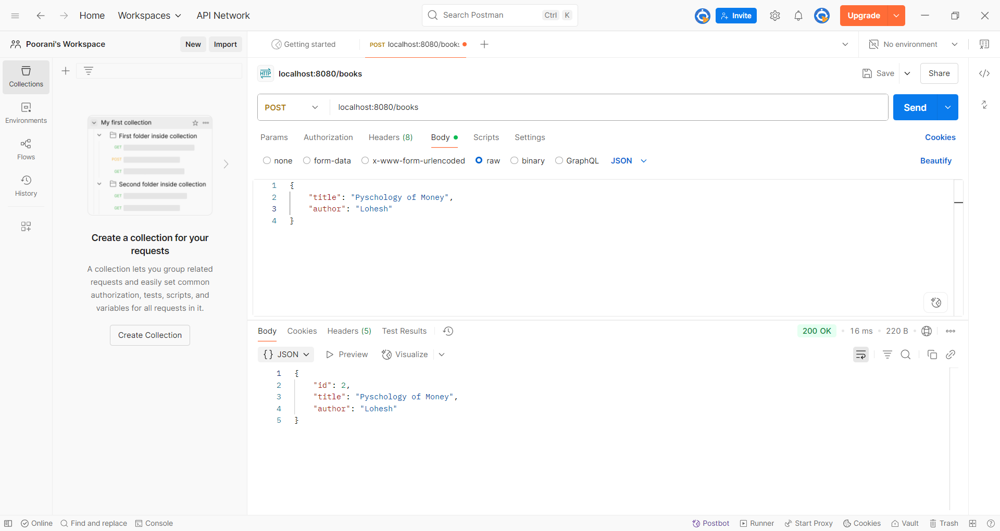 Home Workspaces API Network Search Postman Ctrl K Invite Upgrade
Poorani's Workspace New Import Getting started POST localhost:8080/books No environment
Collections
Environments
Flows
History
My first collection
First folder inside collection
GET
POST
GET
Second folder inside collection
GET
GET
Create a collection for your
requests
A collection lets you group related
requests and easily set common
authorization, tests, scripts, and
variables for all requests in it.
Create Collection
HTTP localhost:8080/books Save Share
POST localhost:8080/books Send
Params Authorization Headers (8) Body Scripts Settings Cookies
none form-data x-www-form-urlencoded raw binary GraphQL JSON Beautify
1 {
2 "title": "Pyschology of Money",
3 "author": "Lohesh"
4 }
Body Cookies Headers (5) Test Results 200 OK 16 ms 220 B
{} JSON Preview Visualize
1 {
2 "id": 2,
3 "title": "Pyschology of Money",
4 "author": "Lohesh"
5 }
Online Find and replace Console Postbot Runner Start Proxy Cookies Vault Trash